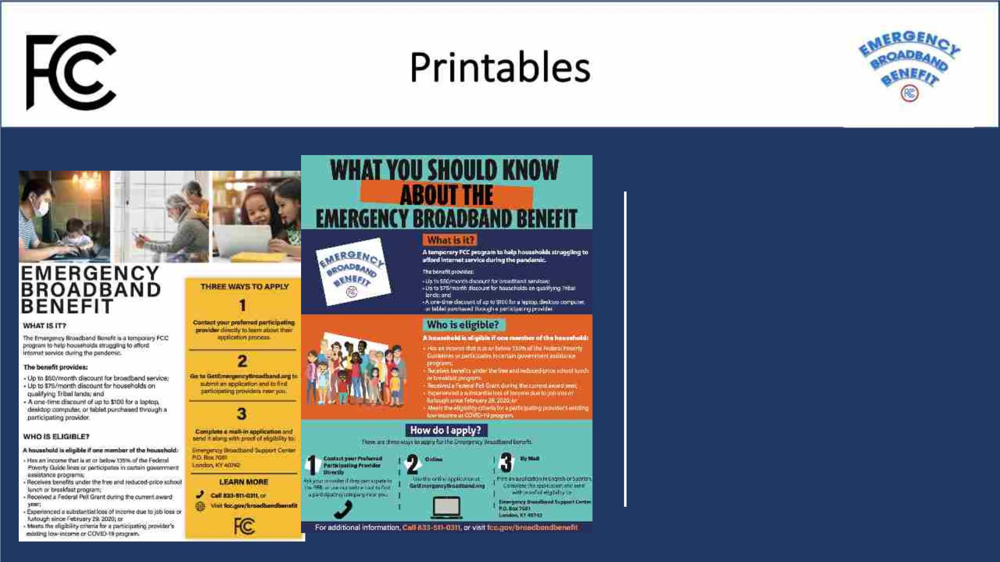 FCC
Printables
EMERGENCY
BROADBAND
BENEFIT
FCC
EMERGENCY
BROADBAND
BENEFIT
WHAT IS IT?
The Emergency Broadband Benefit is a temporary FCC
program to help households struggling to afford
internet service during the pandemic.
The benefit provides:
• Up to $50/month discount for broadband service;
• Up to $75/month discount for households on
qualifying Tribal lands; and
• A one-time discount of up to $100 for a laptop,
desktop computer, or tablet purchased through a
participating provider.
WHO IS ELIGIBLE?
A household is eligible if one member of the household:
• Has an income that is at or below 135% of the Federal
Poverty Guide lines or participates in certain government
assistance programs;
• Receives benefits under the free and reduced-price school
lunch or breakfast program;
• Received a Federal Pell Grant during the current award
year;
• Experienced a substantial loss of income due to job loss or
furlough since February 29, 2020; or
• Meets the eligibility criteria for a participating provider's
existing low-income or COVID-19 program.
THREE WAYS TO APPLY
1
Contact your preferred participating
provider directly to learn about their
application process.
2
Go to GetEmergencyBroadband.org to
submit an application and to find
participating providers near you.
3
Complete a mail-in application and
send it along with proof of eligibility to:
Emergency Broadband Support Center
P.O. Box 7081
London, KY 40742
LEARN MORE
Call 833-511-0311, or
Visit fcc.gov/broadbandbenefit
FCC
WHAT YOU SHOULD KNOW
ABOUT THE
EMERGENCY BROADBAND BENEFIT
EMERGENCY
BROADBAND
BENEFIT
FCC
What is it?
A temporary FCC program to help households struggling to
afford internet service during the pandemic.
The benefit provides:
• Up to $50/month discount for broadband services;
• Up to $75/month discount for households on qualifying Tribal
lands; and
• A one-time discount of up to $100 for a laptop, desktop computer,
or tablet purchased through a participating provider
Who is eligible?
A household is eligible if one member of the household:
• Has an income that is at or below 135% of the Federal Poverty
Guidelines or participates in certain government assistance
programs;
• Receives benefits under the free and reduced-price school lunch
or breakfast program;
• Received a Federal Pell Grant during the current award year;
• Experienced a substantial loss of income due to job loss or
furlough since February 29, 2020; or
• Meets the eligibility criteria for a participating provider's existing
low-income or COVID-19 program.
How do I apply?
There are three ways to apply for the Emergency Broadband Benefit.
1
Contact your Preferred
Participating Provider
Directly
Ask your provider if they participate in
the EBB, or use our online tool to find
a participating company near you.
2
Online
Use the online application at
GetEmergencyBroadband.org
3
By Mail
Print an application in English or Spanish.
Complete the application and send
with proof of eligibility to:
Emergency Broadband Support Center
P.O. Box 7081
London, KY 40742
For additional information, Call 833-511-0311, or visit fcc.gov/broadbandbenefit